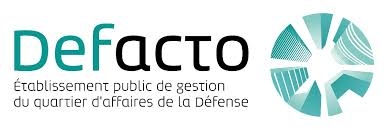 Defacto
Établissement public de gestion
du quartier d'affaires de la Défense